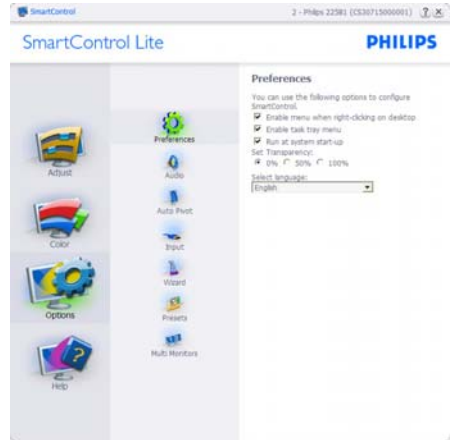 SmartControl
2 - Philips 225B1 (CS30715000001)
SmartControl Lite
PHILIPS
Adjust
Color
Options
Help
Preferences
Audio
Auto Pivot
Input
Wizard
Presets
Multi Monitors
Preferences
You can use the following options to configure
SmartControl.
Enable menu when right-clicking on desktop
Enable task tray menu
Run at system start-up
Set Transparency:
0% 50% 100%
Select language:
English